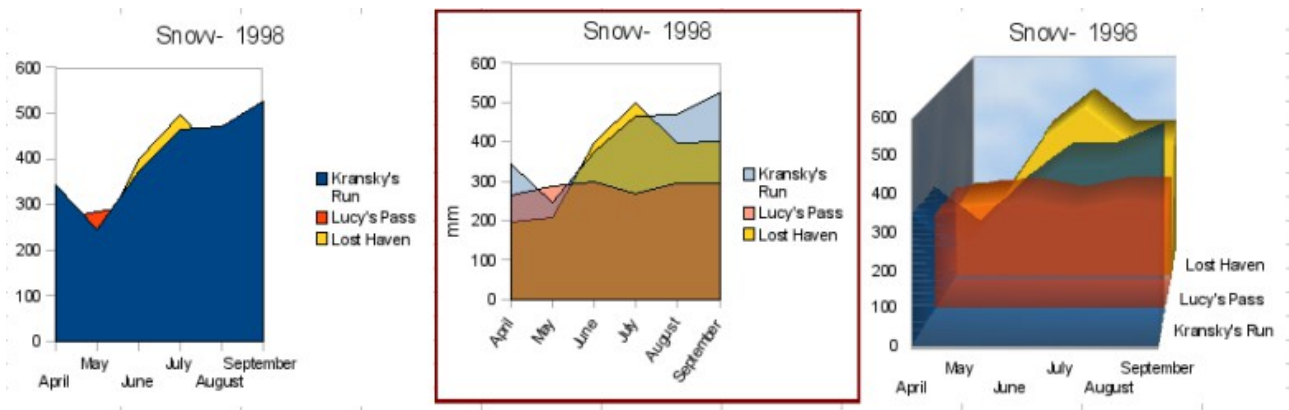 Snow- 1998
600
500
400
300
200
100
0
April
May
June
July
August
September
Kransky's
Run
Lucy's Pass
Lost Haven
Snow- 1998
mm
600
500
400
300
200
100
0
April
May
June
July
August
September
Kransky's
Run
Lucy's Pass
Lost Haven
Snow- 1998
600
500
400
300
200
100
0
April
May
June
July
August
September
Lost Haven
Lucy's Pass
Kransky's Run